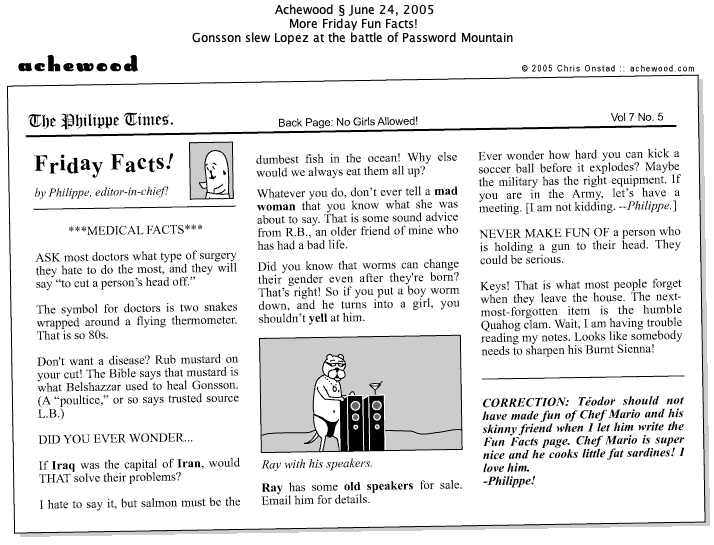 Achewood § June 24, 2005
More Friday Fun Facts!
Gonsson slew Lopez at the battle of Password Mountain
achewood
© 2005 Chris Onstad :: achewood.com
The Philippe Times.
Back Page: No Girls Allowed!
Vol 7 No. 5
Friday Facts!
by Philippe, editor-in-chief!
***MEDICAL FACTS***
ASK most doctors what type of surgery
they hate to do the most, and they will
say “to cut a person's head off.”
The symbol for doctors is two snakes
wrapped around a flying thermometer.
That is so 80s.
Don't want a disease? Rub mustard on
your cut! The Bible says that mustard is
what Belshazzar used to heal Gonsson.
(A “poultice,” or so says trusted source
L.B.)
DID YOU EVER WONDER...
If Iraq was the capital of Iran, would
THAT solve their problems?
I hate to say it, but salmon must be the
dumbest fish in the ocean! Why else
would we always eat them all up?
Whatever you do, don't ever tell a mad
woman that you know what she was
about to say. That is some sound advice
from R.B., an older friend of mine who
has had a bad life.
Did you know that worms can change
their gender even after they're born?
That's right! So if you put a boy worm
down, and he turns into a girl, you
shouldn't yell at him.
Ray with his speakers.
Ray has some old speakers for sale.
Email him for details.
Ever wonder how hard you can kick a
soccer ball before it explodes? Maybe
the military has the right equipment. If
you are in the Army, let's have a
meeting. [I am not kidding. --Philippe.]
NEVER MAKE FUN OF a person who
is holding a gun to their head. They
could be serious.
Keys! That is what most people forget
when they leave the house. The next-
most-forgotten item is the humble
Quahog clam. Wait, I am having trouble
reading my notes. Looks like somebody
needs to sharpen his Burnt Sienna!
CORRECTION: Téodor should not
have made fun of Chef Mario and his
skinny friend when I let him write the
Fun Facts page. Chef Mario is super
nice and he cooks little fat sardines! I
love him.
-Philippe!